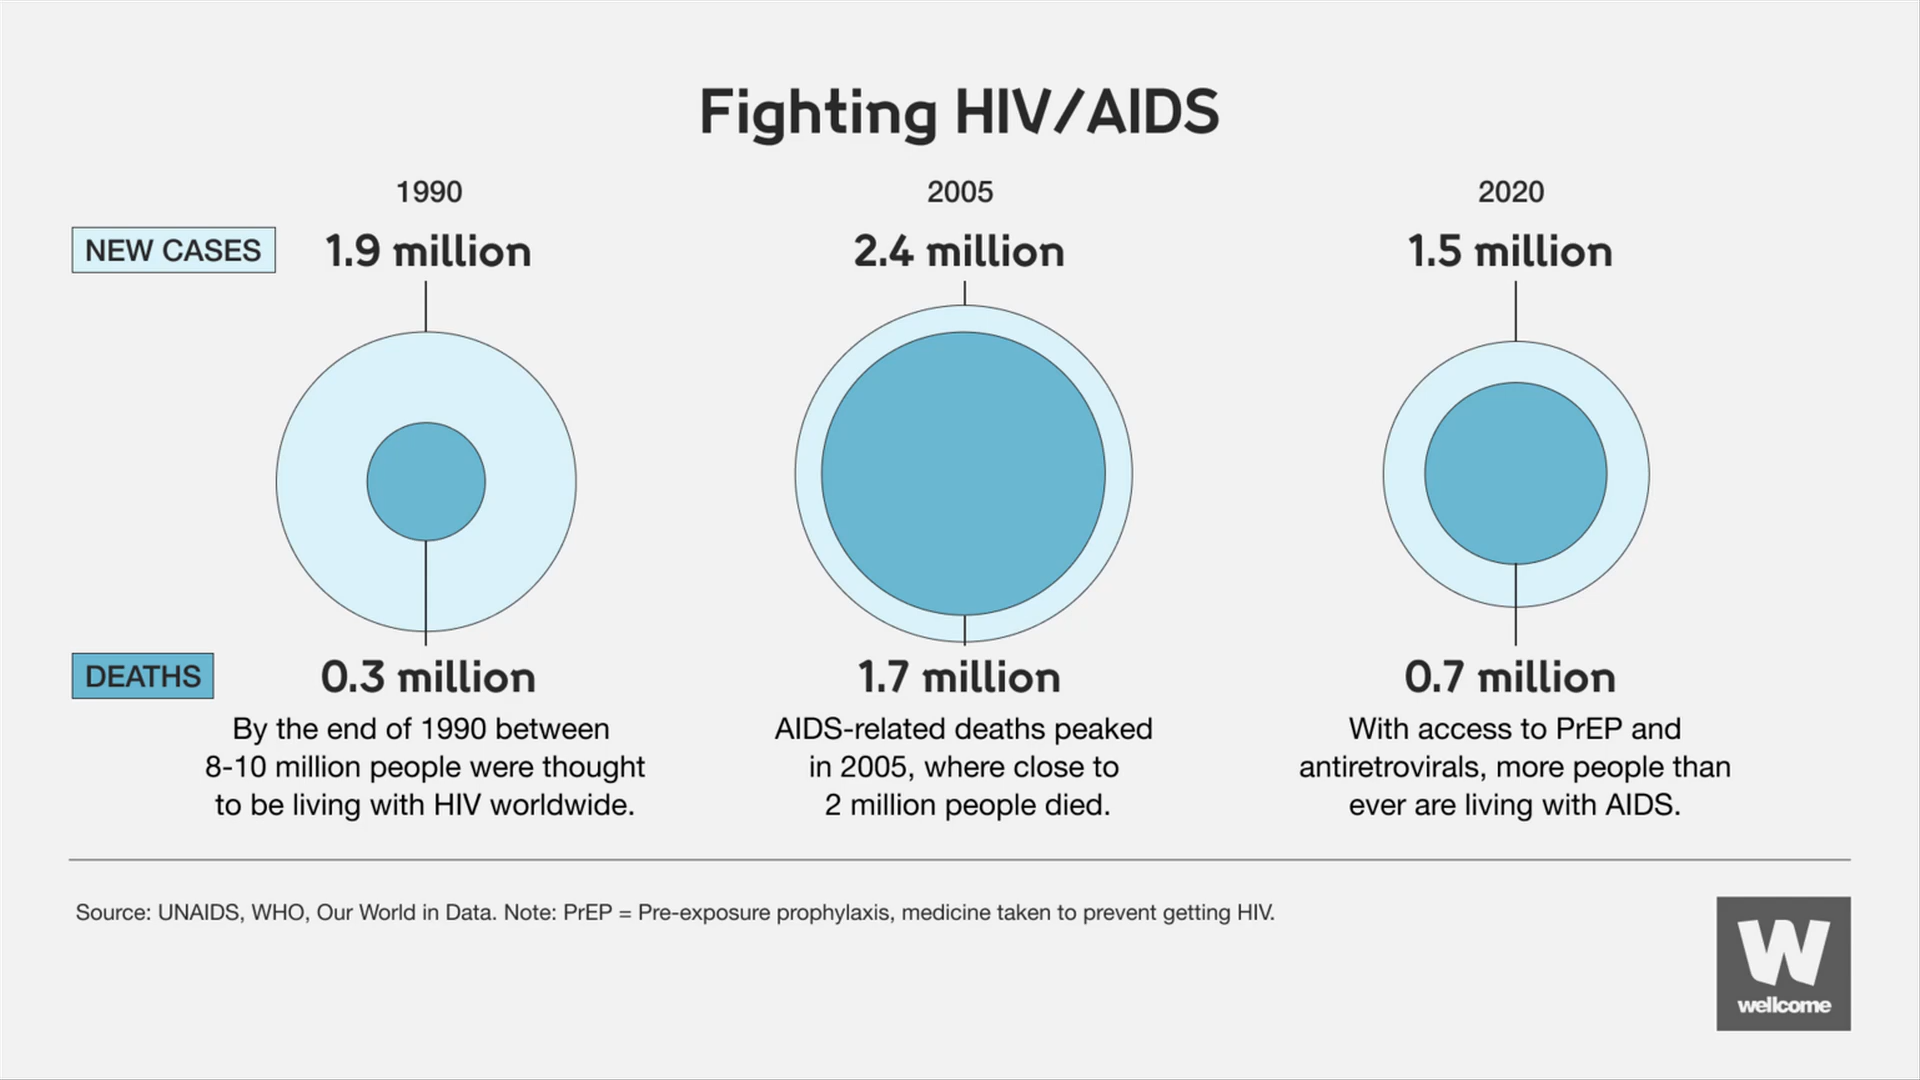 Fighting HIV/AIDS
1990
2005
2020
NEW CASES
1.9 million
2.4 million
1.5 million
DEATHS
0.3 million
1.7 million
0.7 million
By the end of 1990 between
8-10 million people were thought
to be living with HIV worldwide.
AIDS-related deaths peaked
in 2005, where close to
2 million people died.
With access to PrEP and
antiretrovirals, more people than
ever are living with AIDS.
Source: UNAIDS, WHO, Our World in Data. Note: PrEP = Pre-exposure prophylaxis, medicine taken to prevent getting HIV.
W
wellcome